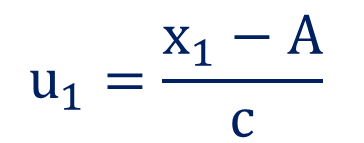 u₁ = (x₁ − A) / c